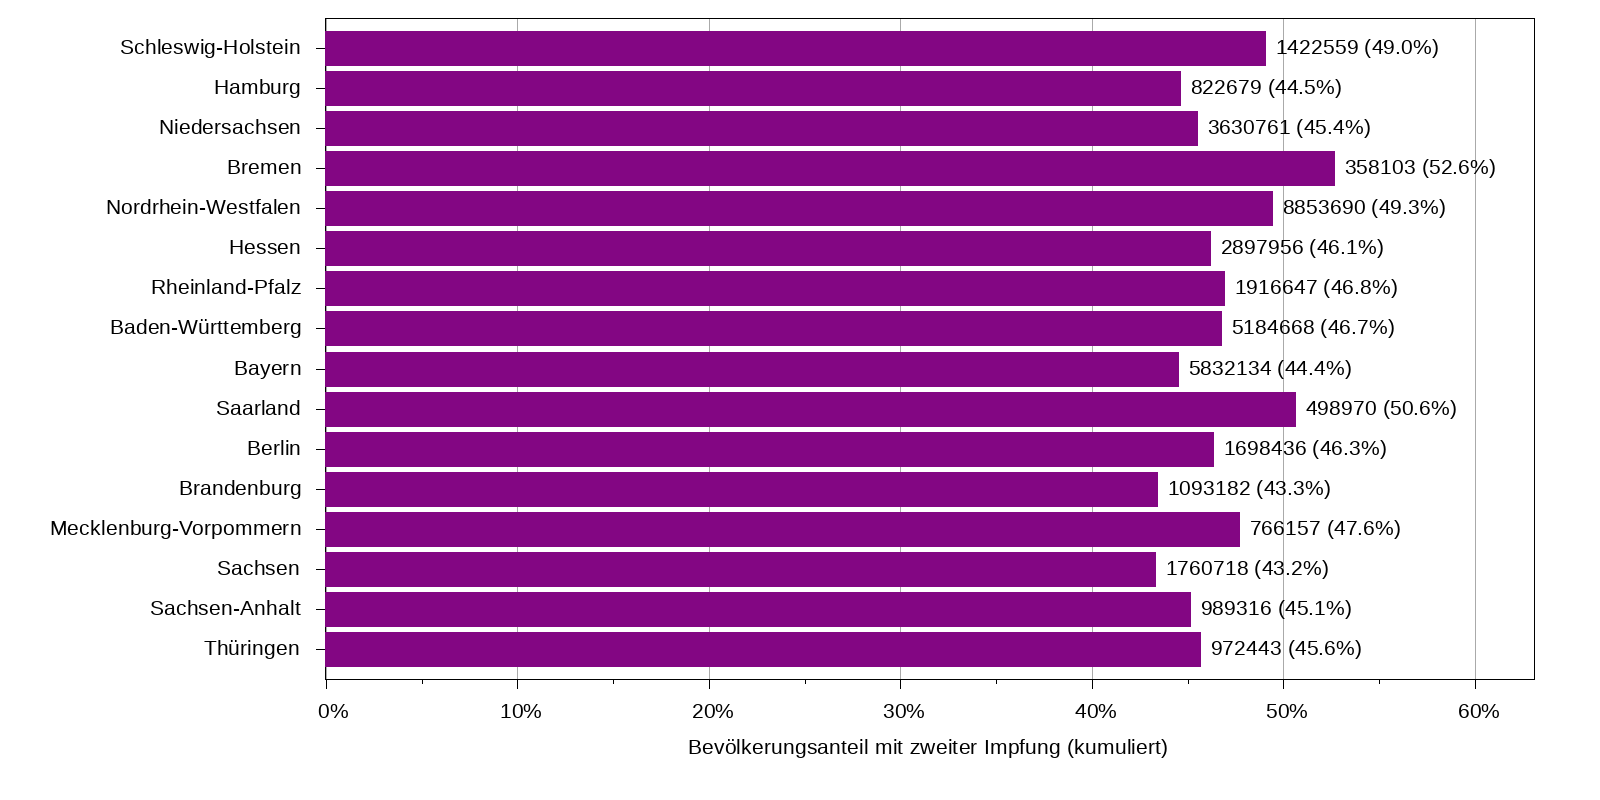 Schleswig-Holstein 1422559 (49.0%)
Hamburg 822679 (44.5%)
Niedersachsen 3630761 (45.4%)
Bremen 358103 (52.6%)
Nordrhein-Westfalen 8853690 (49.3%)
Hessen 2897956 (46.1%)
Rheinland-Pfalz 1916647 (46.8%)
Baden-Württemberg 5184668 (46.7%)
Bayern 5832134 (44.4%)
Saarland 498970 (50.6%)
Berlin 1698436 (46.3%)
Brandenburg 1093182 (43.3%)
Mecklenburg-Vorpommern 766157 (47.6%)
Sachsen 1760718 (43.2%)
Sachsen-Anhalt 989316 (45.1%)
Thüringen 972443 (45.6%)
0% 10% 20% 30% 40% 50% 60%
Bevölkerungsanteil mit zweiter Impfung (kumuliert)